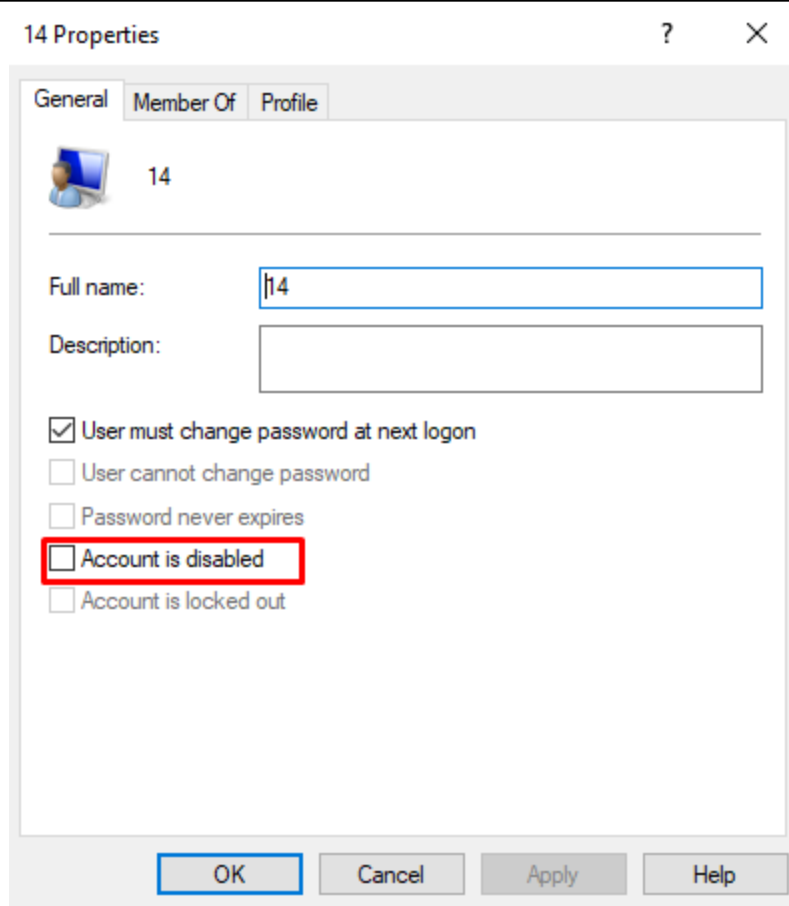 14 Properties ? ×
General Member Of Profile
14
Full name: 14
Description:
User must change password at next logon
User cannot change password
Password never expires
Account is disabled
Account is locked out
OK Cancel Apply Help